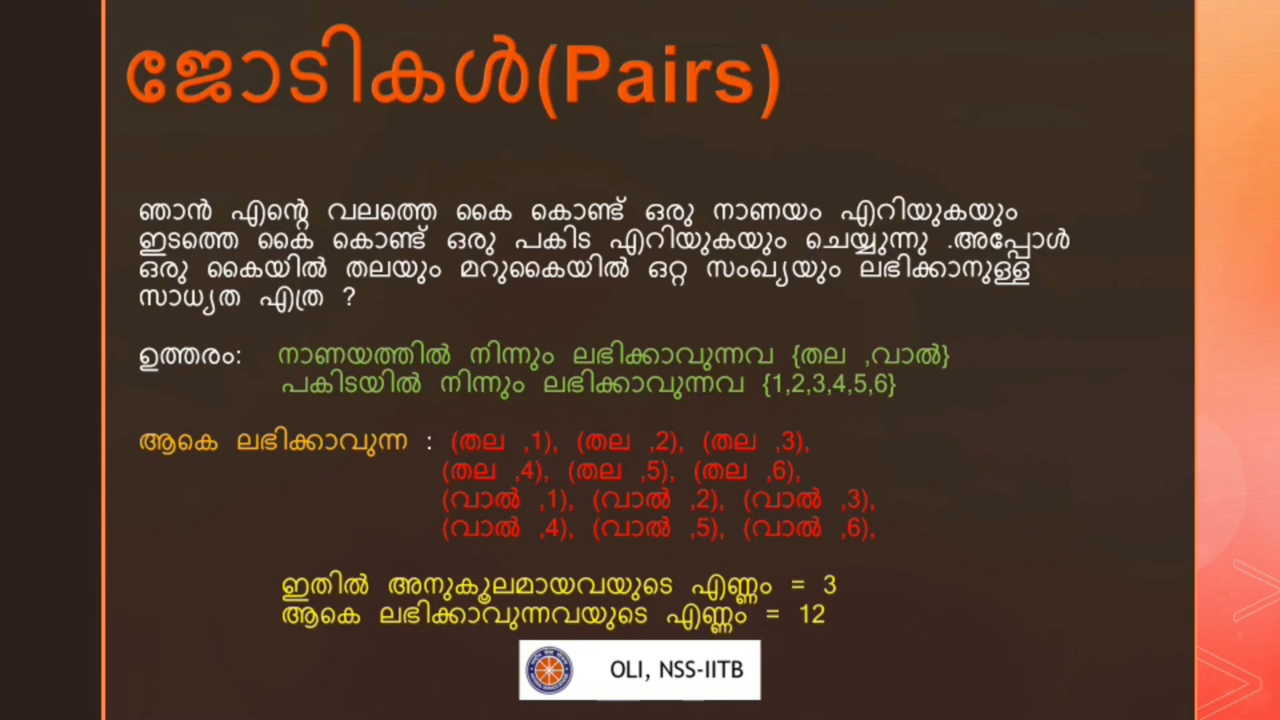 ജോടികൾ(Pairs)
ഞാൻ എന്റെ വലത്തെ കൈ കൊണ്ട് ഒരു നാണയം എറിയുകയും
ഇടത്തെ കൈ കൊണ്ട് ഒരു പകിട എറിയുകയും ചെയ്യുന്നു .അപ്പോൾ
ഒരു കൈയിൽ തലയും മറുകൈയിൽ ഒറ്റ സംഖ്യയും ലഭിക്കാനുള്ള
സാധ്യത എത്ര ?
ഉത്തരം: നാണയത്തിൽ നിന്നും ലഭിക്കാവുന്നവ {തല ,വാൽ}
പകിടയിൽ നിന്നും ലഭിക്കാവുന്നവ {1,2,3,4,5,6}
ആകെ ലഭിക്കാവുന്ന : (തല ,1), (തല ,2), (തല ,3),
(തല ,4), (തല ,5), (തല ,6),
(വാൽ ,1), (വാൽ ,2), (വാൽ ,3),
(വാൽ ,4), (വാൽ ,5), (വാൽ ,6),
ഇതിൽ അനുകൂലമായവയുടെ എണ്ണം = 3
ആകെ ലഭിക്കാവുന്നവയുടെ എണ്ണം = 12
OLI, NSS-IITB